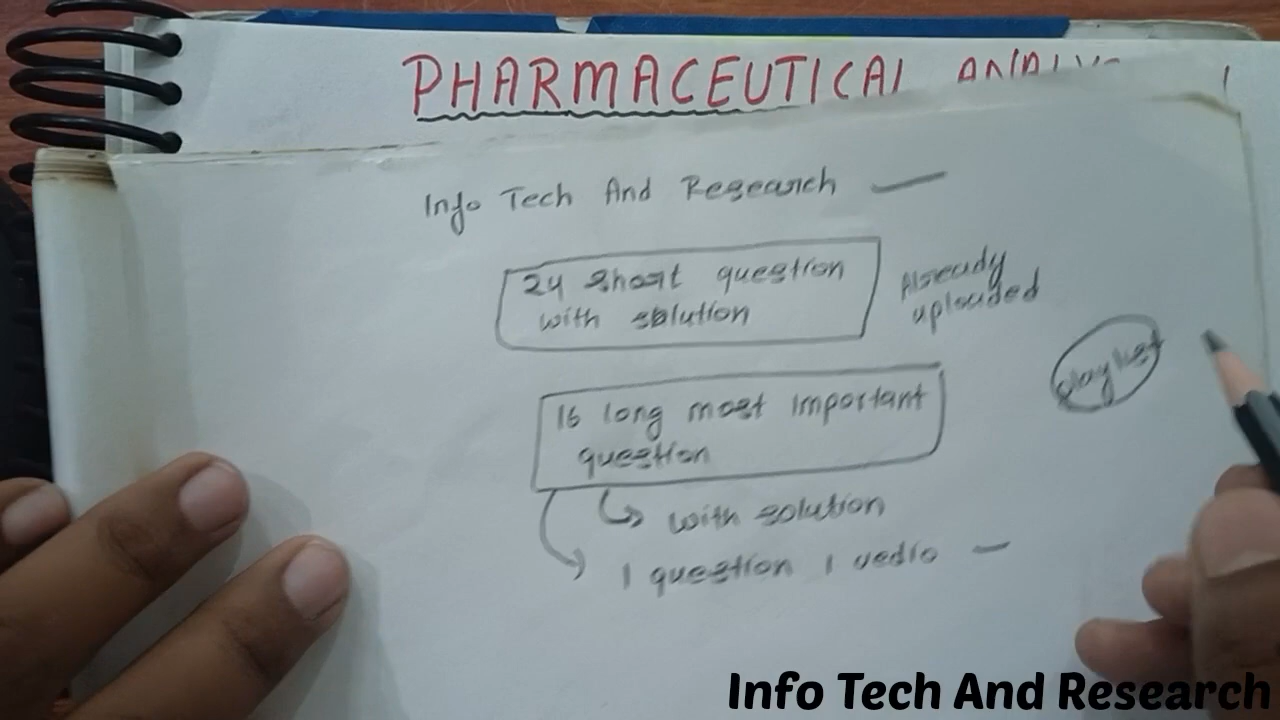 PHARMACEUTICAL
Info Tech And Research
24 short question
with solution
Already
uploaded
playlist
16 long most important
question
with solution
1 question 1 vedio
Info Tech And Research